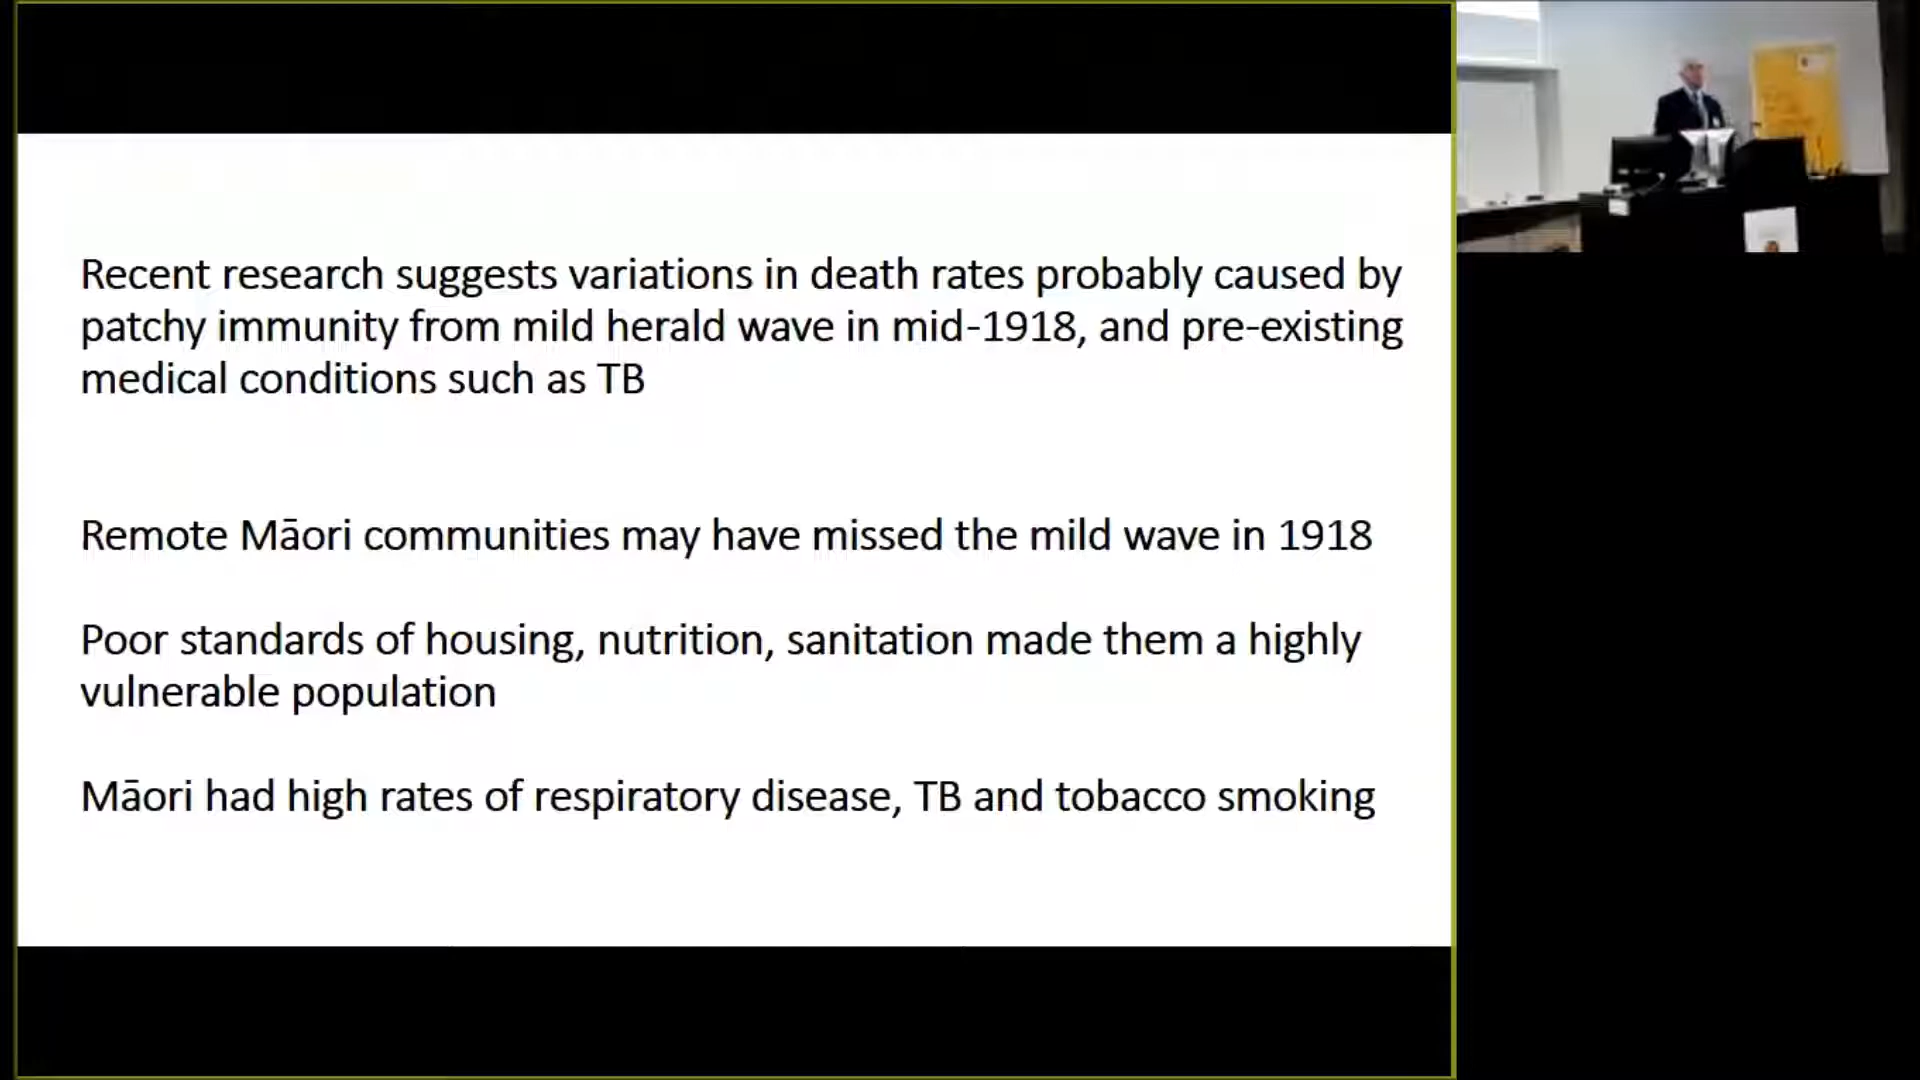 Recent research suggests variations in death rates probably caused by
patchy immunity from mild herald wave in mid-1918, and pre-existing
medical conditions such as TB
Remote Māori communities may have missed the mild wave in 1918
Poor standards of housing, nutrition, sanitation made them a highly
vulnerable population
Māori had high rates of respiratory disease, TB and tobacco smoking